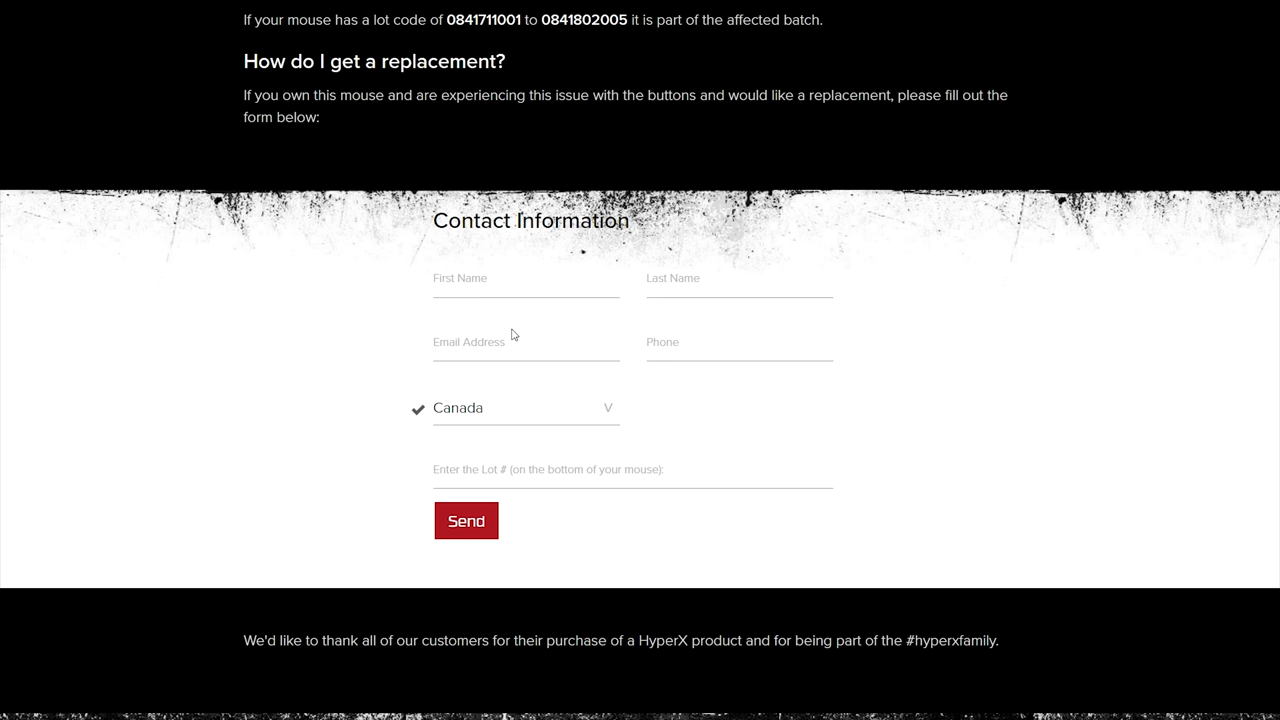 If your mouse has a lot code of 0841711001 to 0841802005 it is part of the affected batch.
How do I get a replacement?
If you own this mouse and are experiencing this issue with the buttons and would like a replacement, please fill out the
form below:
Contact Information
First Name
Last Name
Email Address
Phone
Canada V
Enter the Lot # (on the bottom of your mouse):
Send
We'd like to thank all of our customers for their purchase of a HyperX product and for being part of the #hyperxfamily.